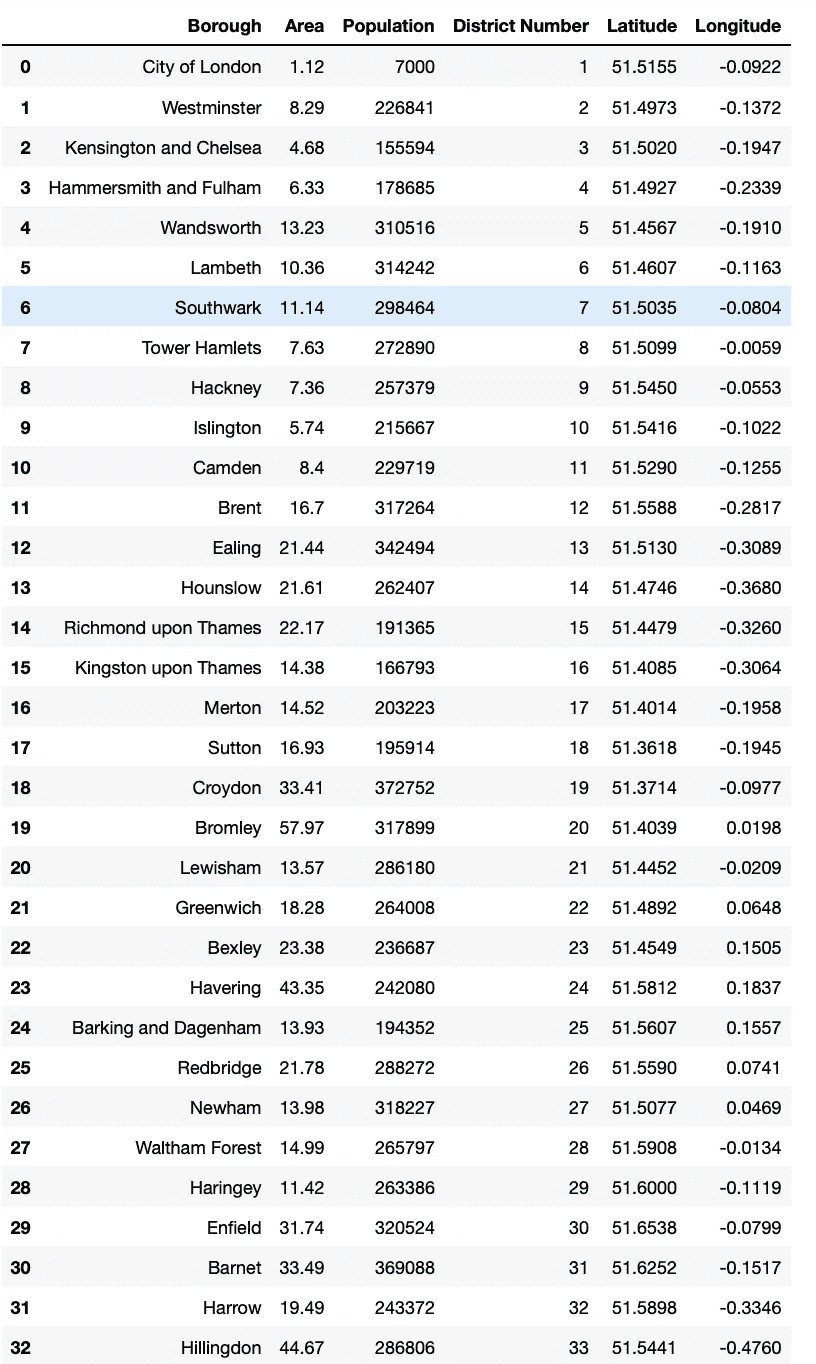 Borough Area Population District Number Latitude Longitude
0 City of London 1.12 7000 1 51.5155 -0.0922
1 Westminster 8.29 226841 2 51.4973 -0.1372
2 Kensington and Chelsea 4.68 155594 3 51.5020 -0.1947
3 Hammersmith and Fulham 6.33 178685 4 51.4927 -0.2339
4 Wandsworth 13.23 310516 5 51.4567 -0.1910
5 Lambeth 10.36 314242 6 51.4607 -0.1163
6 Southwark 11.14 298464 7 51.5035 -0.0804
7 Tower Hamlets 7.63 272890 8 51.5099 -0.0059
8 Hackney 7.36 257379 9 51.5450 -0.0553
9 Islington 5.74 215667 10 51.5416 -0.1022
10 Camden 8.4 229719 11 51.5290 -0.1255
11 Brent 16.7 317264 12 51.5588 -0.2817
12 Ealing 21.44 342494 13 51.5130 -0.3089
13 Hounslow 21.61 262407 14 51.4746 -0.3680
14 Richmond upon Thames 22.17 191365 15 51.4479 -0.3260
15 Kingston upon Thames 14.38 166793 16 51.4085 -0.3064
16 Merton 14.52 203223 17 51.4014 -0.1958
17 Sutton 16.93 195914 18 51.3618 -0.1945
18 Croydon 33.41 372752 19 51.3714 -0.0977
19 Bromley 57.97 317899 20 51.4039 0.0198
20 Lewisham 13.57 286180 21 51.4452 -0.0209
21 Greenwich 18.28 264008 22 51.4892 0.0648
22 Bexley 23.38 236687 23 51.4549 0.1505
23 Havering 43.35 242080 24 51.5812 0.1837
24 Barking and Dagenham 13.93 194352 25 51.5607 0.1557
25 Redbridge 21.78 288272 26 51.5590 0.0741
26 Newham 13.98 318227 27 51.5077 0.0469
27 Waltham Forest 14.99 265797 28 51.5908 -0.0134
28 Haringey 11.42 263386 29 51.6000 -0.1119
29 Enfield 31.74 320524 30 51.6538 -0.0799
30 Barnet 33.49 369088 31 51.6252 -0.1517
31 Harrow 19.49 243372 32 51.5898 -0.3346
32 Hillingdon 44.67 286806 33 51.5441 -0.4760